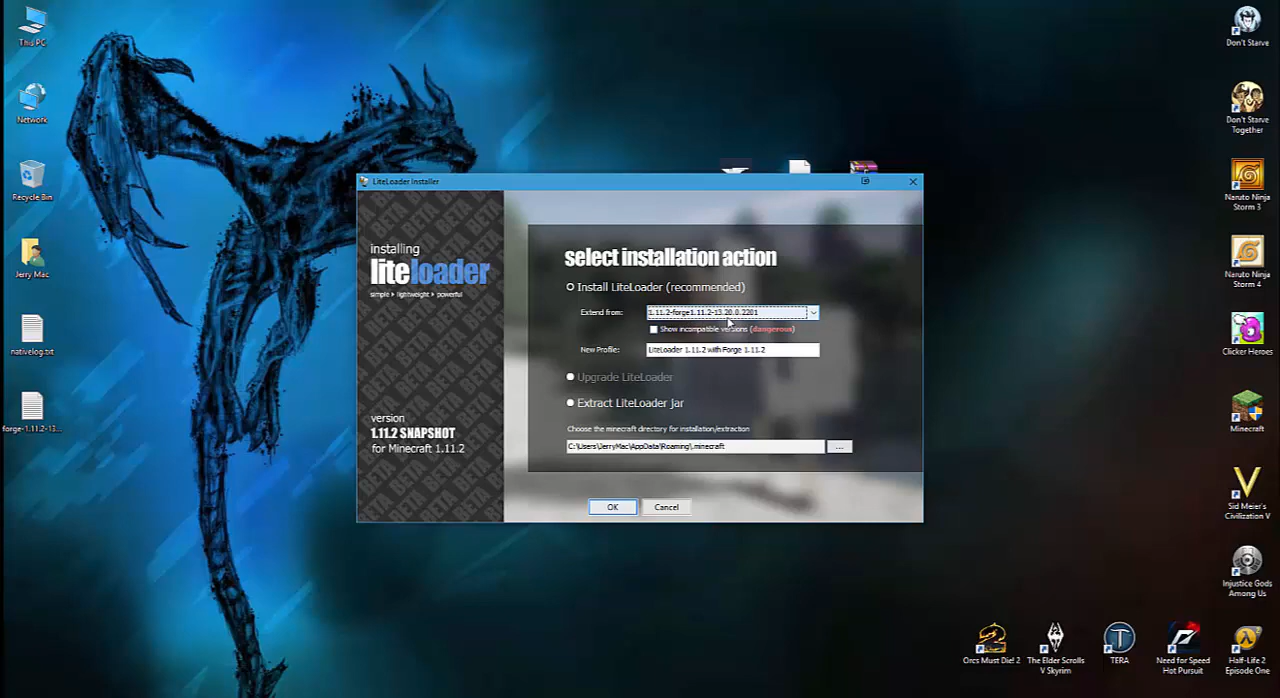 This PC
Network
Recycle Bin
Jerry Mac
nativelog.txt
forge-1.11.2-13...
LiteLoader Installer
BETA BETA BETA BETA
installing
liteloader
simple lightweight powerful
version
1.11.2 SNAPSHOT
for Minecraft 1.11.2
select installation action
Install LiteLoader (recommended)
Extend from:
1.11.2-forge1.11.2-13.20.0.2201
Show incompatible versions (dangerous)
New Profile:
LiteLoader 1.11.2 with Forge 1.11.2
Upgrade LiteLoader
Extract LiteLoader jar
Choose the minecraft directory for installation/extraction
C:\Users\JerryMac\AppData\Roaming\.minecraft
...
OK
Cancel
Don't Starve
Don't Starve
Together
Naruto Ninja
Storm 3
Naruto Ninja
Storm 4
Clicker Heroes
Minecraft
Sid Meier's
Civilization V
Injustice Gods
Among Us
Orcs Must Die! 2
The Elder Scrolls
V Skyrim
TERA
Need for Speed
Hot Pursuit
Half-Life 2
Episode One